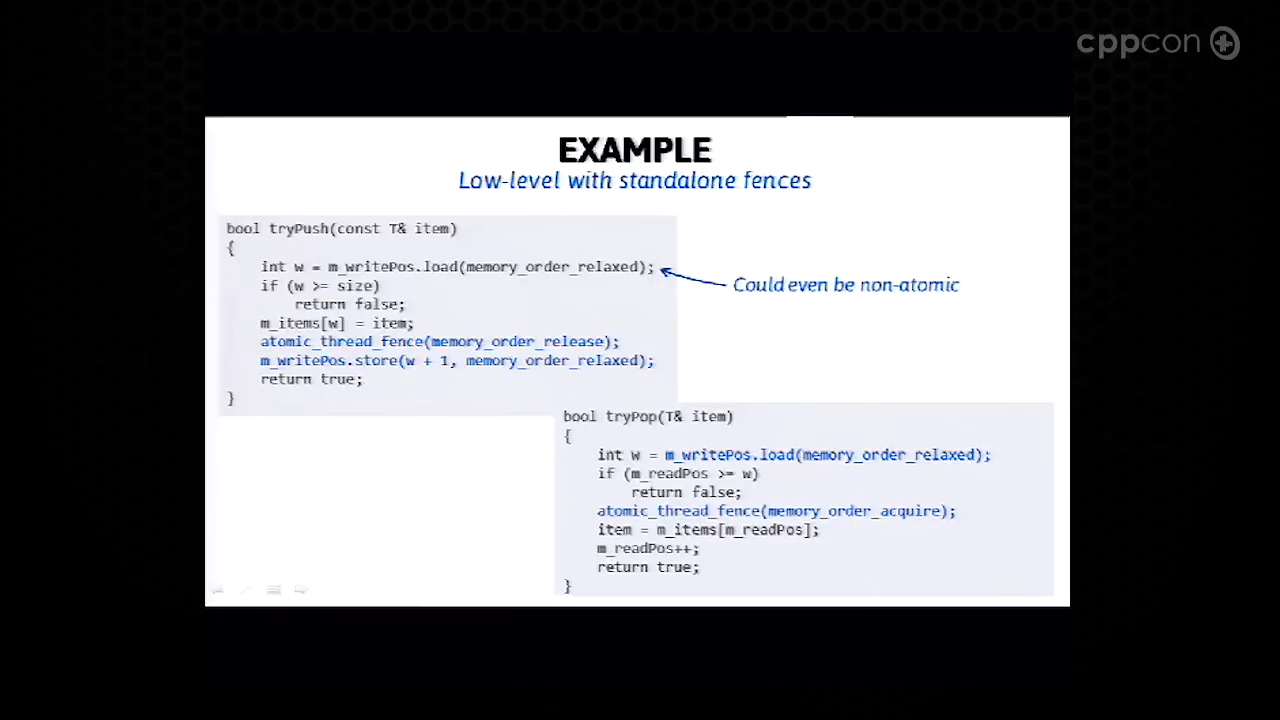 cppcon
EXAMPLE
Low-level with standalone fences
bool tryPush(const T& item)
{
int w = m_writePos.load(memory_order_relaxed);
if (w >= size)
return false;
m_items[w] = item;
atomic_thread_fence(memory_order_release);
m_writePos.store(w + 1, memory_order_relaxed);
return true;
}
Could even be non-atomic
bool tryPop(T& item)
{
int w = m_writePos.load(memory_order_relaxed);
if (m_readPos >= w)
return false;
atomic_thread_fence(memory_order_acquire);
item = m_items[m_readPos];
m_readPos++;
return true;
}